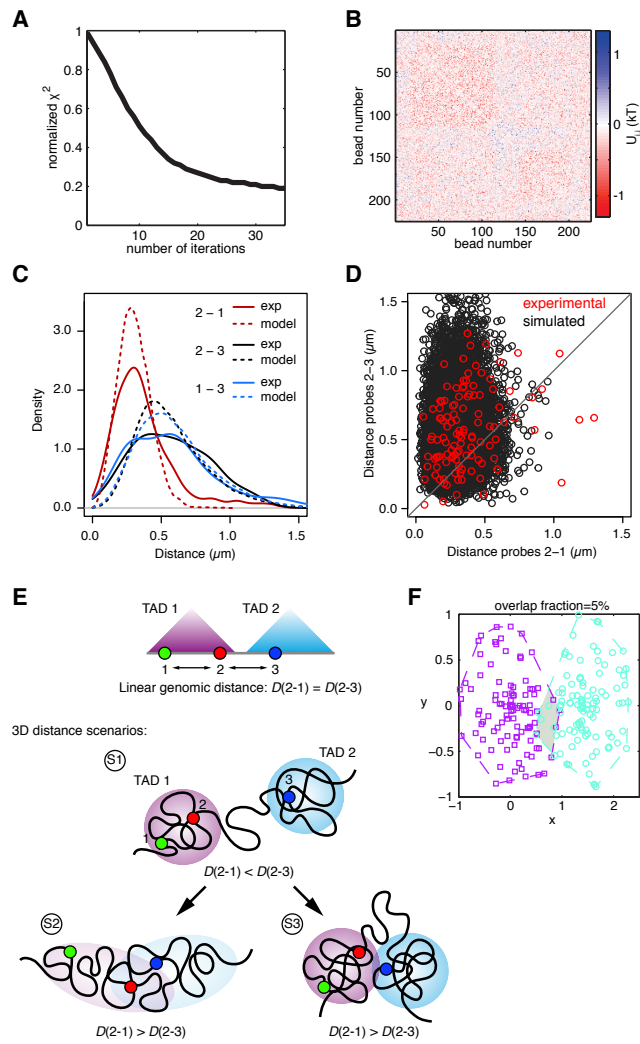 A
normalized χ²
1
0.8
0.6
0.4
0.2
0
10
20
30
number of iterations
B
bead number
50
100
150
200
50
100
150
200
bead number
1
0
-1
U i,j (kT)
C
Density
3.0
2.0
1.0
0.0
2 – 1
exp
model
2 – 3
exp
model
1 – 3
exp
model
0.0
0.5
1.0
1.5
Distance (µm)
D
Distance probes 2–3 (µm)
1.5
1.0
0.5
0.0
experimental
simulated
0.0
0.5
1.0
1.5
Distance probes 2–1 (µm)
E
TAD 1
TAD 2
1
2
3
Linear genomic distance: D(2-1) = D(2-3)
3D distance scenarios:
S1
TAD 1
TAD 2
1
2
3
D(2-1) < D(2-3)
S2
S3
D(2-1) > D(2-3)
D(2-1) > D(2-3)
F
overlap fraction=5%
y
1
0.5
0
−0.5
−1
−1
0
1
2
x